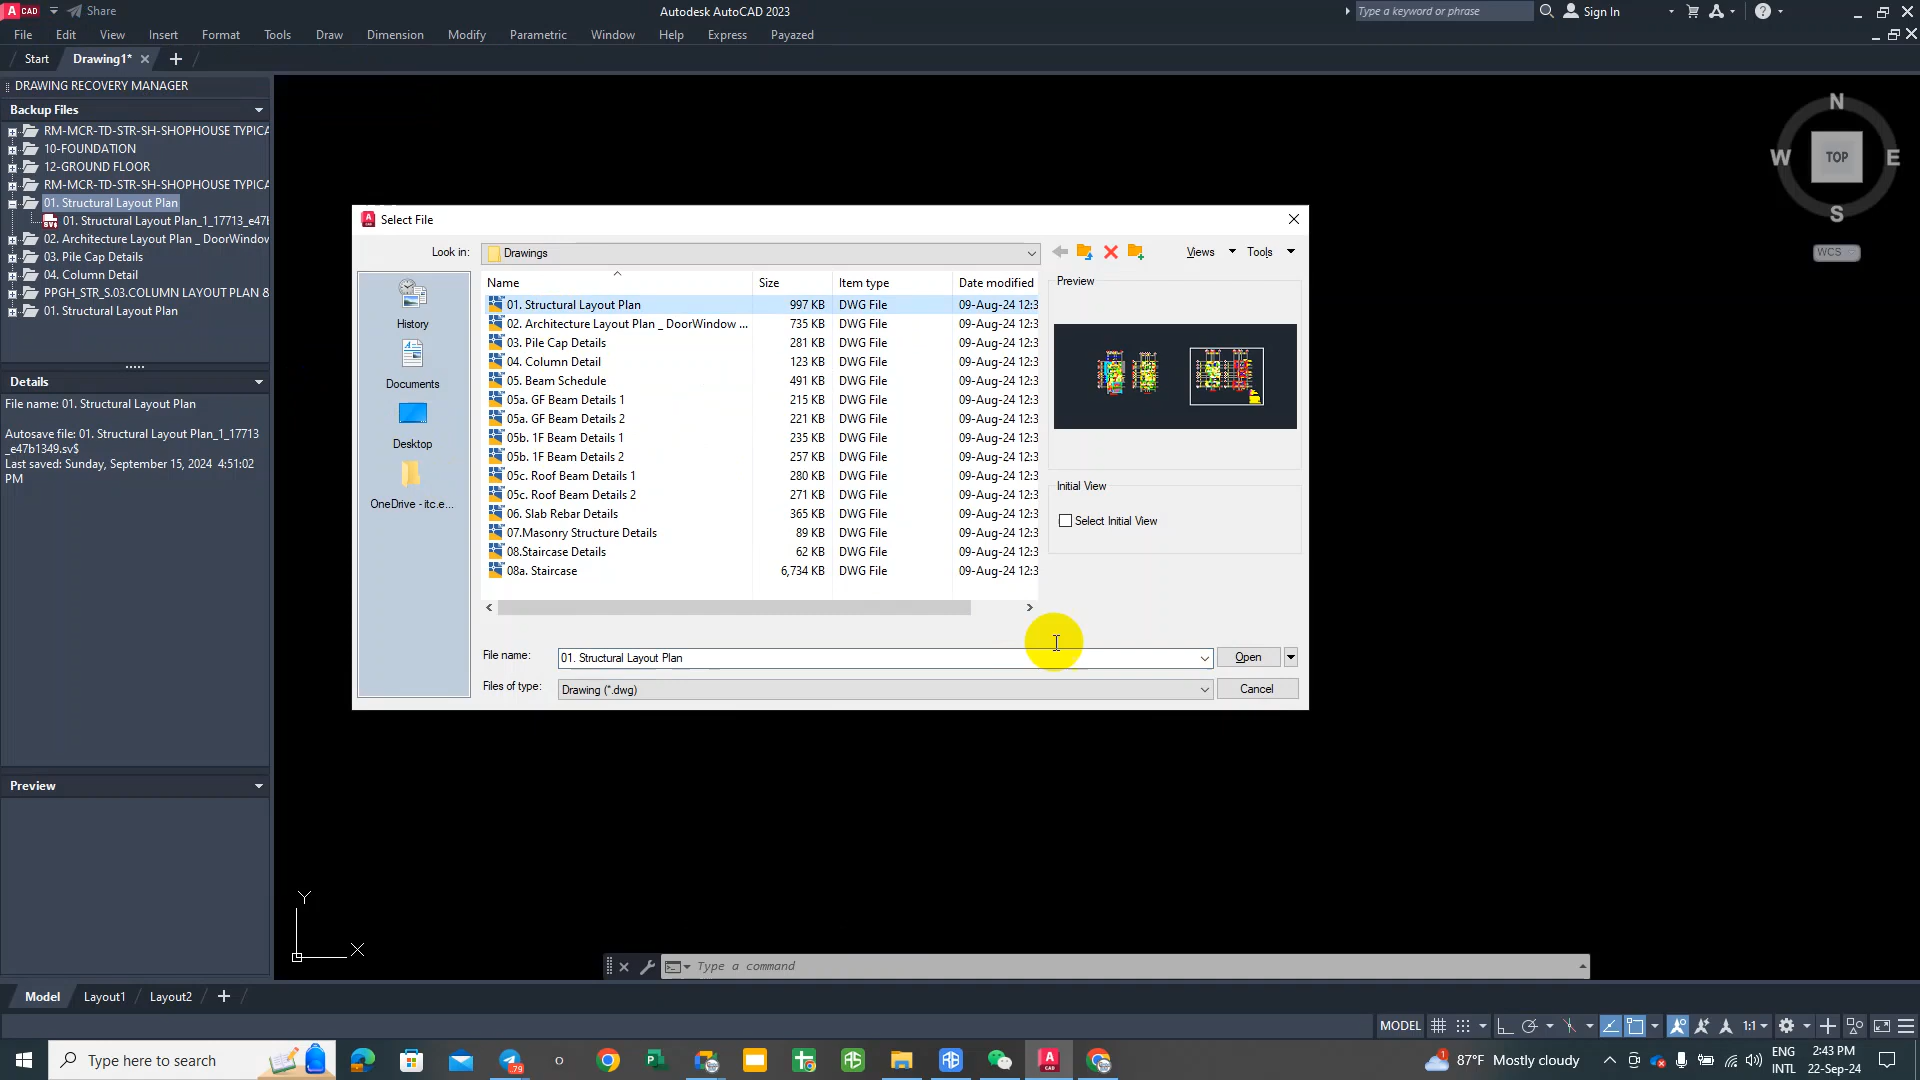 A CAD
Share
Autodesk AutoCAD 2023
Type a keyword or phrase
Sign In
File Edit View Insert Format Tools Draw Dimension Modify Parametric Window Help Express Payazed
Start Drawing1*
DRAWING RECOVERY MANAGER
Backup Files
RM-MCR-TD-STR-SH-SHOPHOUSE TYPICA
10-FOUNDATION
12-GROUND FLOOR
RM-MCR-TD-STR-SH-SHOPHOUSE TYPICA
01. Structural Layout Plan
01. Structural Layout Plan_1_17713_e47b
02. Architecture Layout Plan _ DoorWindow
03. Pile Cap Details
04. Column Detail
PPGH_STR_S.03.COLUMN LAYOUT PLAN &
01. Structural Layout Plan
Details
File name: 01. Structural Layout Plan
Autosave file: 01. Structural Layout Plan_1_17713
_e47b1349.sv$
Last saved: Sunday, September 15, 2024 4:51:02
PM
Preview
Select File
Look in: Drawings
Views Tools
History
Documents
Desktop
OneDrive - itc.e...
Name Size Item type Date modified
01. Structural Layout Plan 997 KB DWG File 09-Aug-24 12:3
02. Architecture Layout Plan _ DoorWindow ... 735 KB DWG File 09-Aug-24 12:3
03. Pile Cap Details 281 KB DWG File 09-Aug-24 12:3
04. Column Detail 123 KB DWG File 09-Aug-24 12:3
05. Beam Schedule 491 KB DWG File 09-Aug-24 12:3
05a. GF Beam Details 1 215 KB DWG File 09-Aug-24 12:3
05a. GF Beam Details 2 221 KB DWG File 09-Aug-24 12:3
05b. 1F Beam Details 1 235 KB DWG File 09-Aug-24 12:3
05b. 1F Beam Details 2 257 KB DWG File 09-Aug-24 12:3
05c. Roof Beam Details 1 280 KB DWG File 09-Aug-24 12:3
05c. Roof Beam Details 2 271 KB DWG File 09-Aug-24 12:3
06. Slab Rebar Details 365 KB DWG File 09-Aug-24 12:3
07.Masonry Structure Details 89 KB DWG File 09-Aug-24 12:3
08.Staircase Details 62 KB DWG File 09-Aug-24 12:3
08a. Staircase 6,734 KB DWG File 09-Aug-24 12:3
Preview
Initial View
Select Initial View
File name: 01. Structural Layout Plan
Open
Files of type: Drawing (*.dwg)
Cancel
N
W TOP E
S
WCS
Y
X
Type a command
Model Layout1 Layout2
MODEL
1:1
Type here to search
.79
87°F Mostly cloudy
ENG
INTL
2:43 PM
22-Sep-24